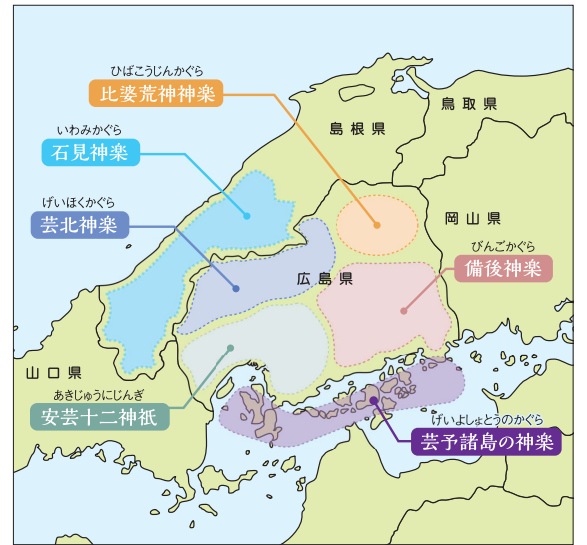 ひばこうじんかぐら
比婆荒神神楽
鳥取県
島根県
いわみかぐら
石見神楽
げいほくかぐら
芸北神楽
岡山県
びんごかぐら
備後神楽
広島県
山口県
あきじゅうにじんぎ
安芸十二神祇
げいよしょとうのかぐら
芸予諸島の神楽